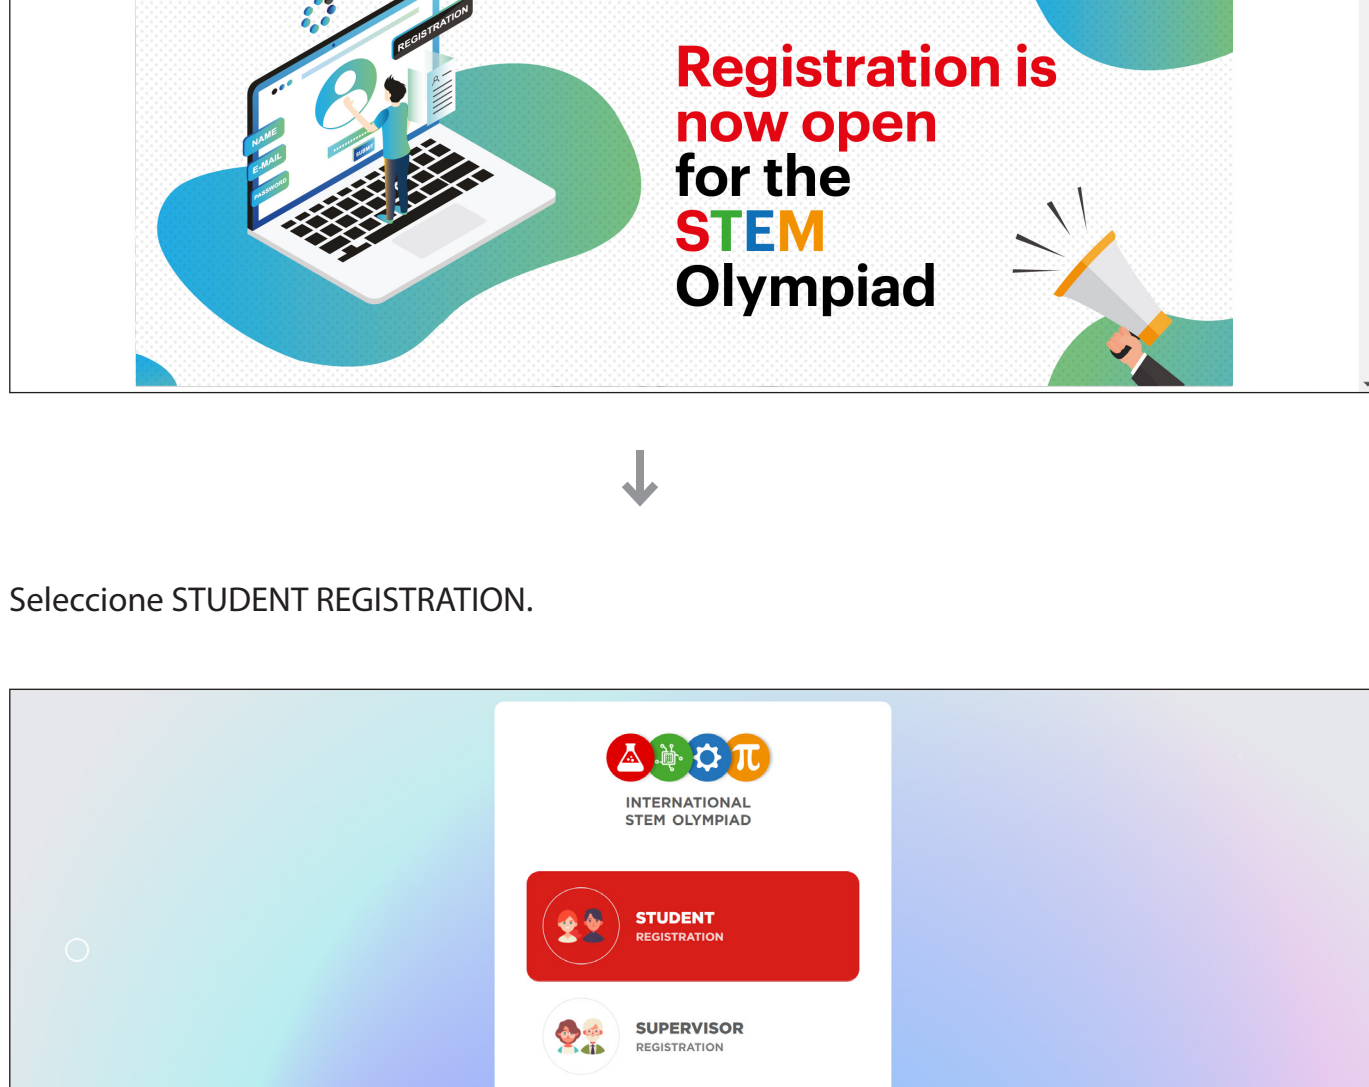 REGISTRATION
NAME
E-MAIL
PASSWORD
SUBMIT
Registration is
now open
for the
STEM
Olympiad
Seleccione STUDENT REGISTRATION.
π
INTERNATIONAL
STEM OLYMPIAD
STUDENT
REGISTRATION
SUPERVISOR
REGISTRATION